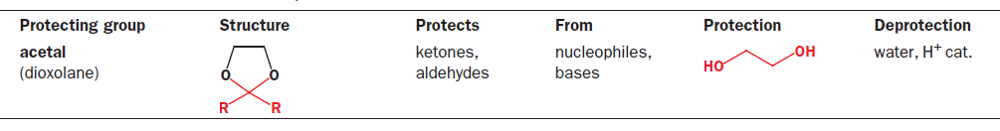 Protecting group Structure Protects From Protection Deprotection
acetal ketones, nucleophiles, OH water, H+ cat.
(dioxolane) O O aldehydes bases HO
R R